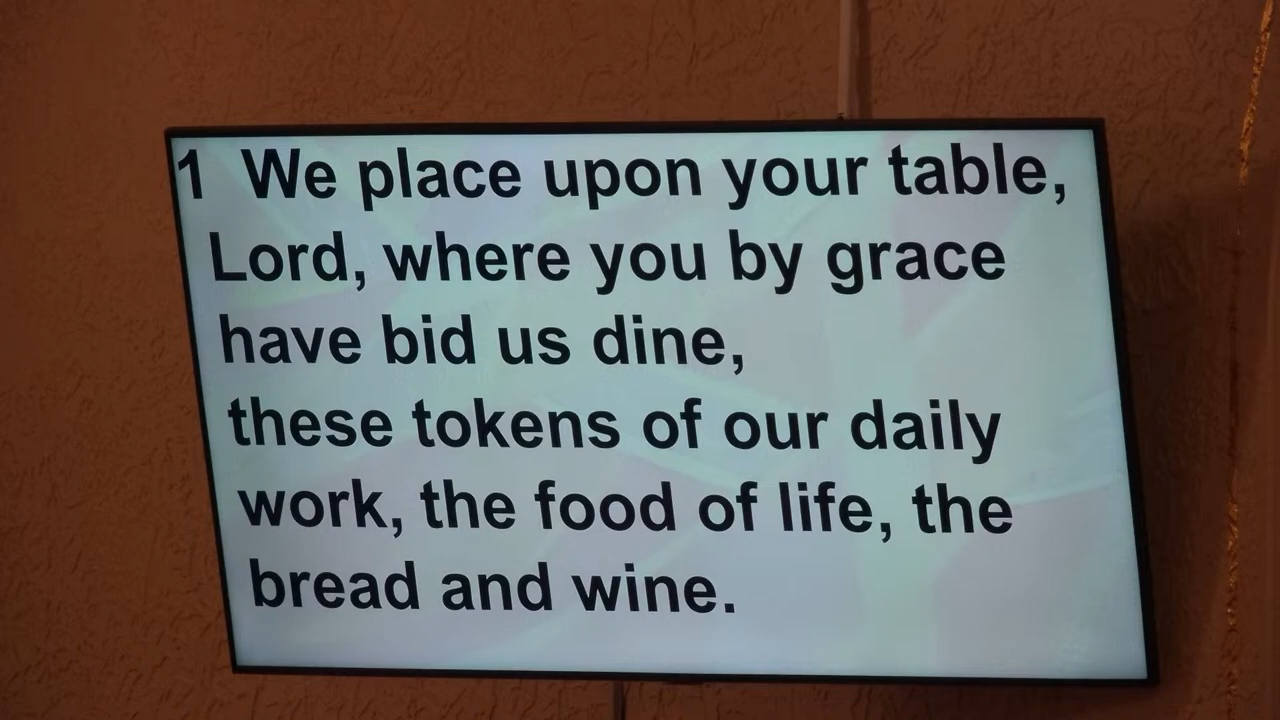 1 We place upon your table,
Lord, where you by grace
have bid us dine,
these tokens of our daily
work, the food of life, the
bread and wine.